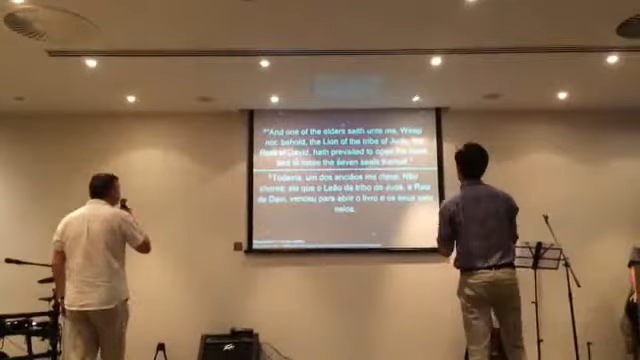 ⁵And one of the elders saith unto me, Weep
not: behold, the Lion of the tribe of Juda, the
Root of David, hath prevailed to open the book,
and to loose the seven seals thereof.
⁵Todavia, um dos anciãos me disse: Não
chores; eis que o Leão da tribo de Judá, a Raiz
de Davi, venceu para abrir o livro e os seus sete
selos.